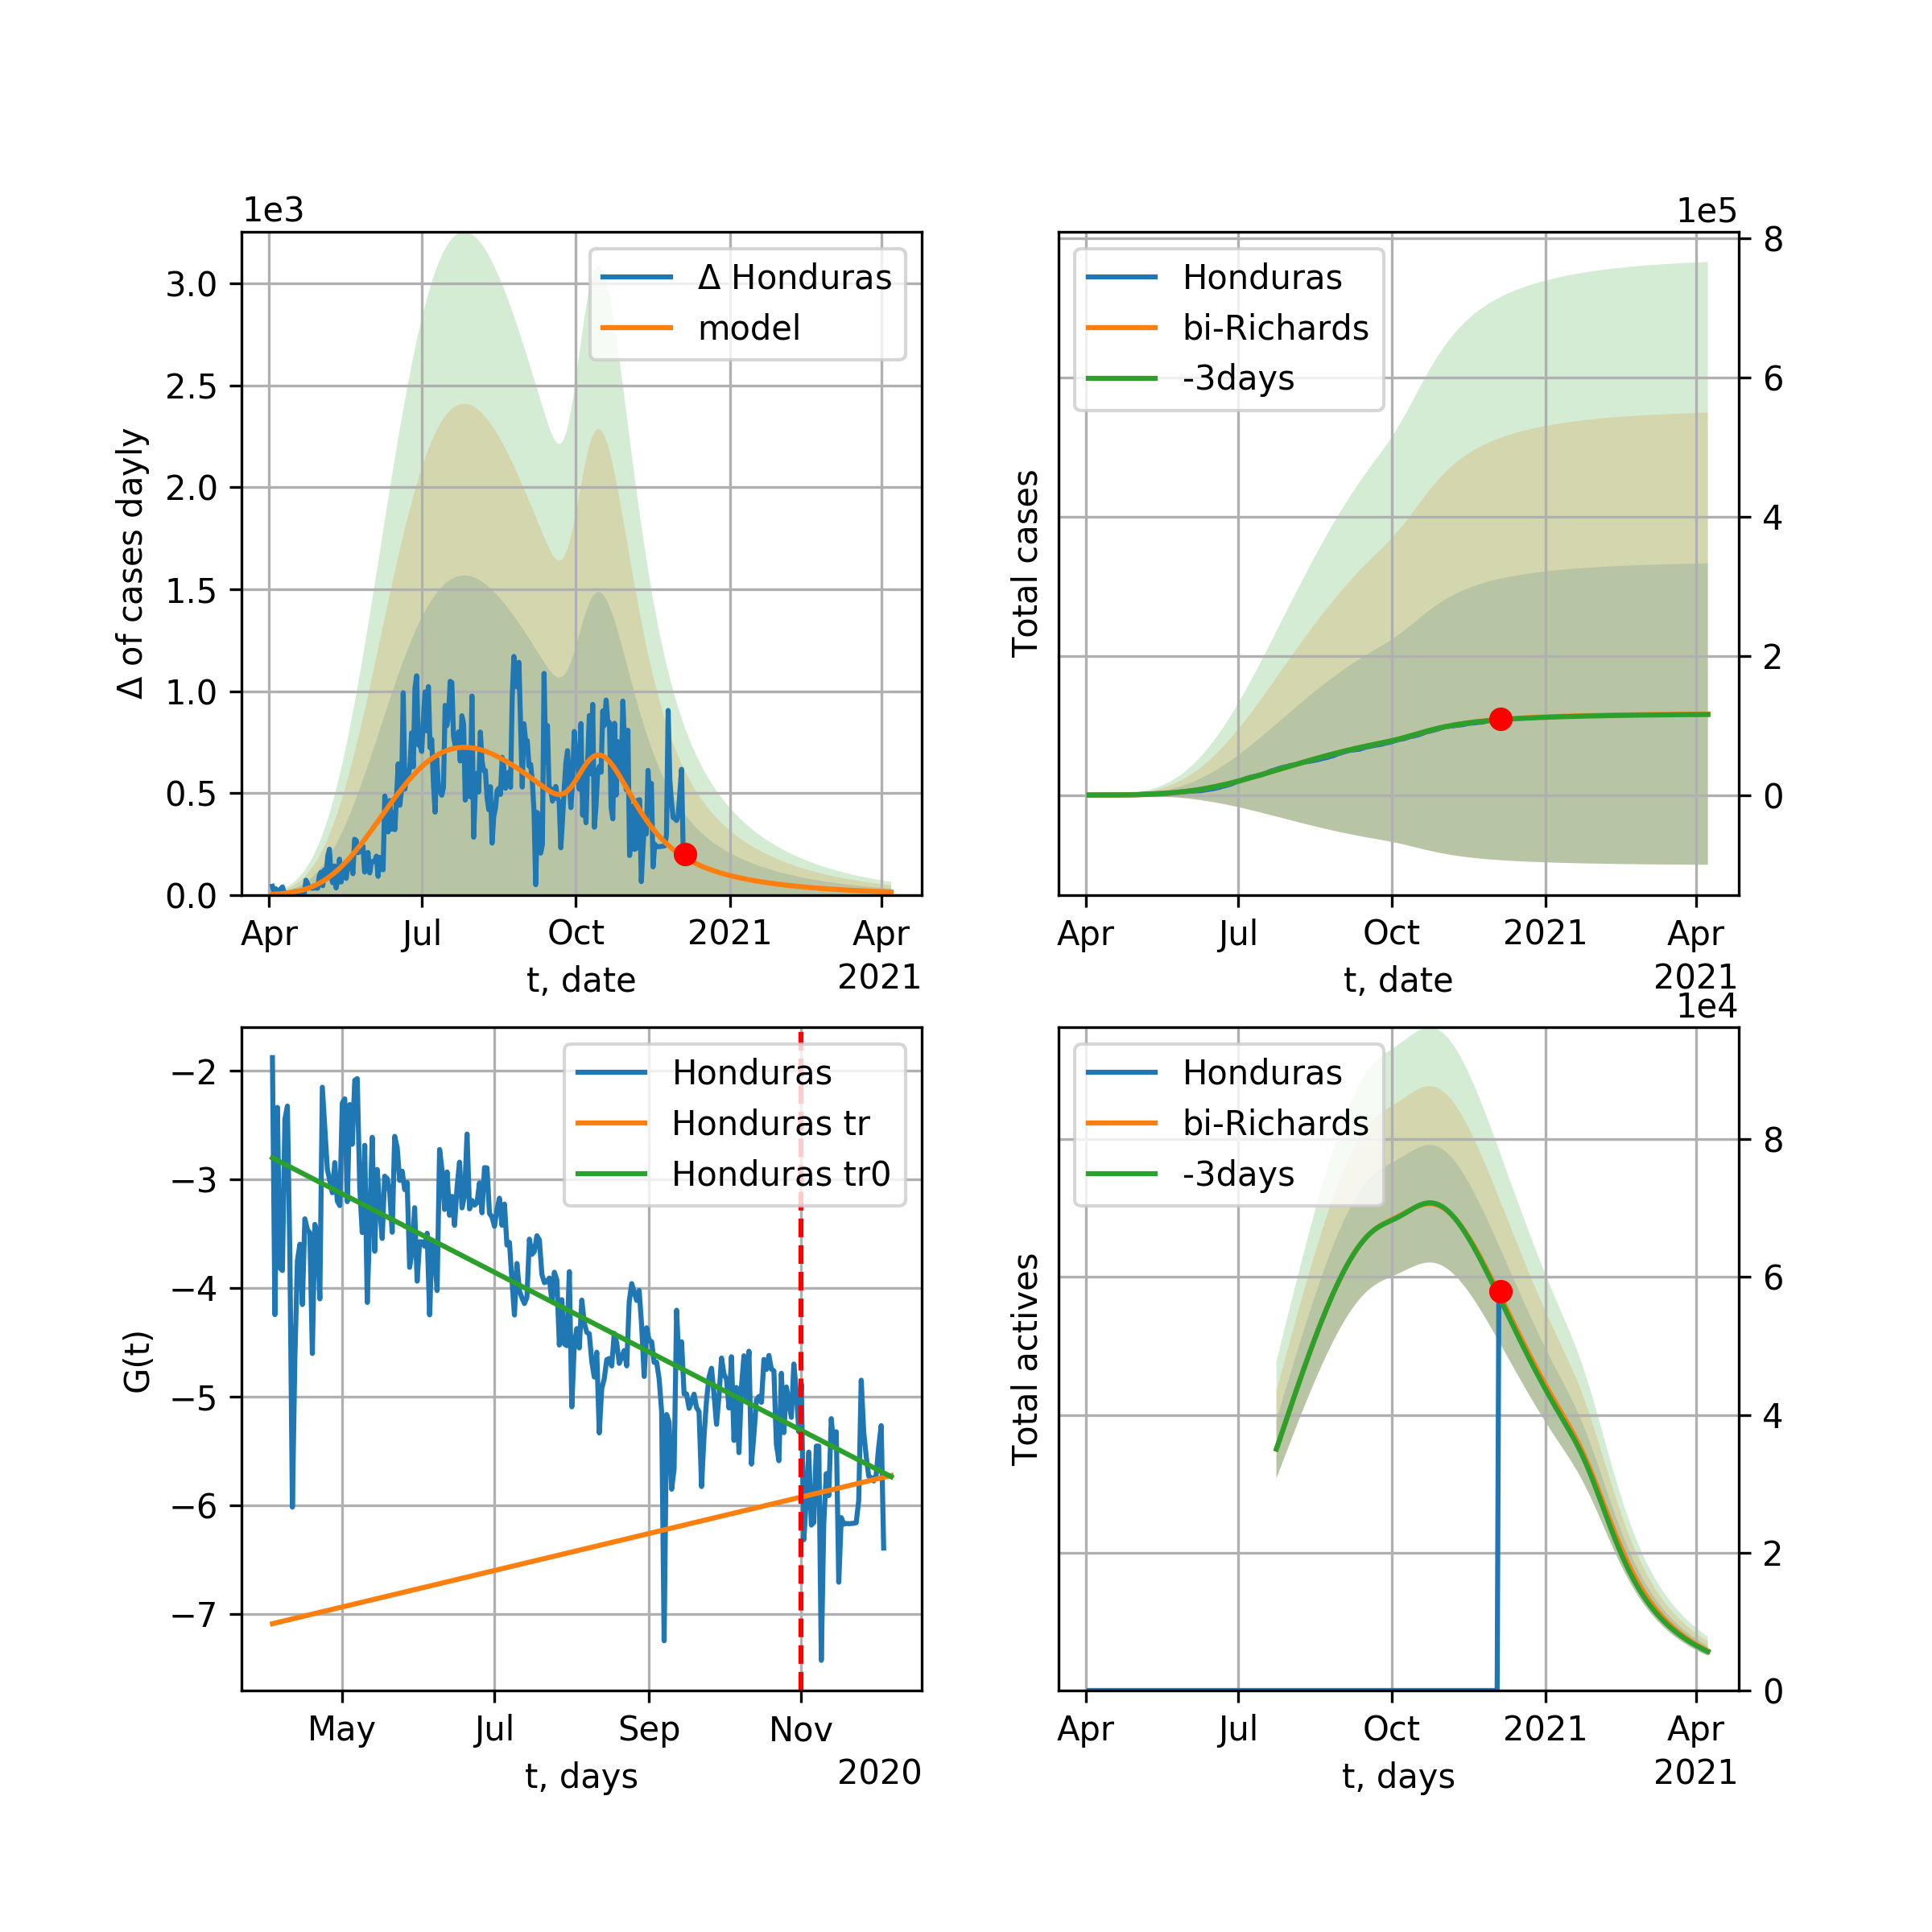 1e3
3.0
2.5
2.0
1.5
1.0
0.5
0.0
Δ of cases dayly
Δ Honduras
model
Apr
Jul
Oct
2021
Apr
t, date
2021
1e5
8
6
4
2
0
Total cases
Honduras
bi-Richards
-3days
Apr
Jul
Oct
2021
Apr
t, date
2021
−2
−3
−4
−5
−6
−7
G(t)
Honduras
Honduras tr
Honduras tr0
May
Jul
Sep
Nov
t, days
2020
1e4
8
6
4
2
0
Total actives
Honduras
bi-Richards
-3days
Apr
Jul
Oct
2021
Apr
t, days
2021